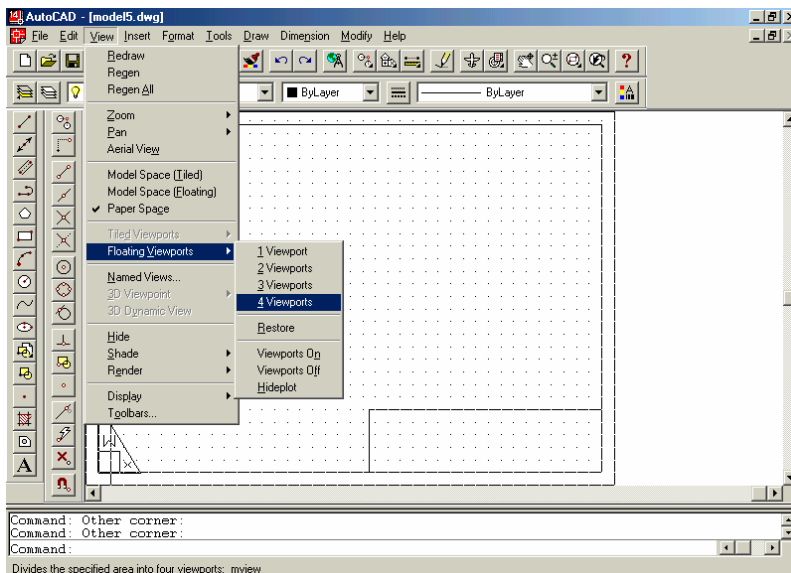 AutoCAD - [model5.dwg]
File Edit View Insert Format Tools Draw Dimension Modify Help
Redraw
Regen
Regen All
ByLayer
ByLayer
Zoom
Pan
Aerial View
Model Space (Tiled)
Model Space (Floating)
Paper Space
Tiled Viewports
Floating Viewports
Named Views...
3D Viewpoint
3D Dynamic View
Hide
Shade
Render
Display
Toolbars...
1 Viewport
2 Viewports
3 Viewports
4 Viewports
Restore
Viewports On
Viewports Off
Hideplot
W
X
A
Command: Other corner:
Command: Other corner:
Command:
Divides the specified area into four viewports: mview